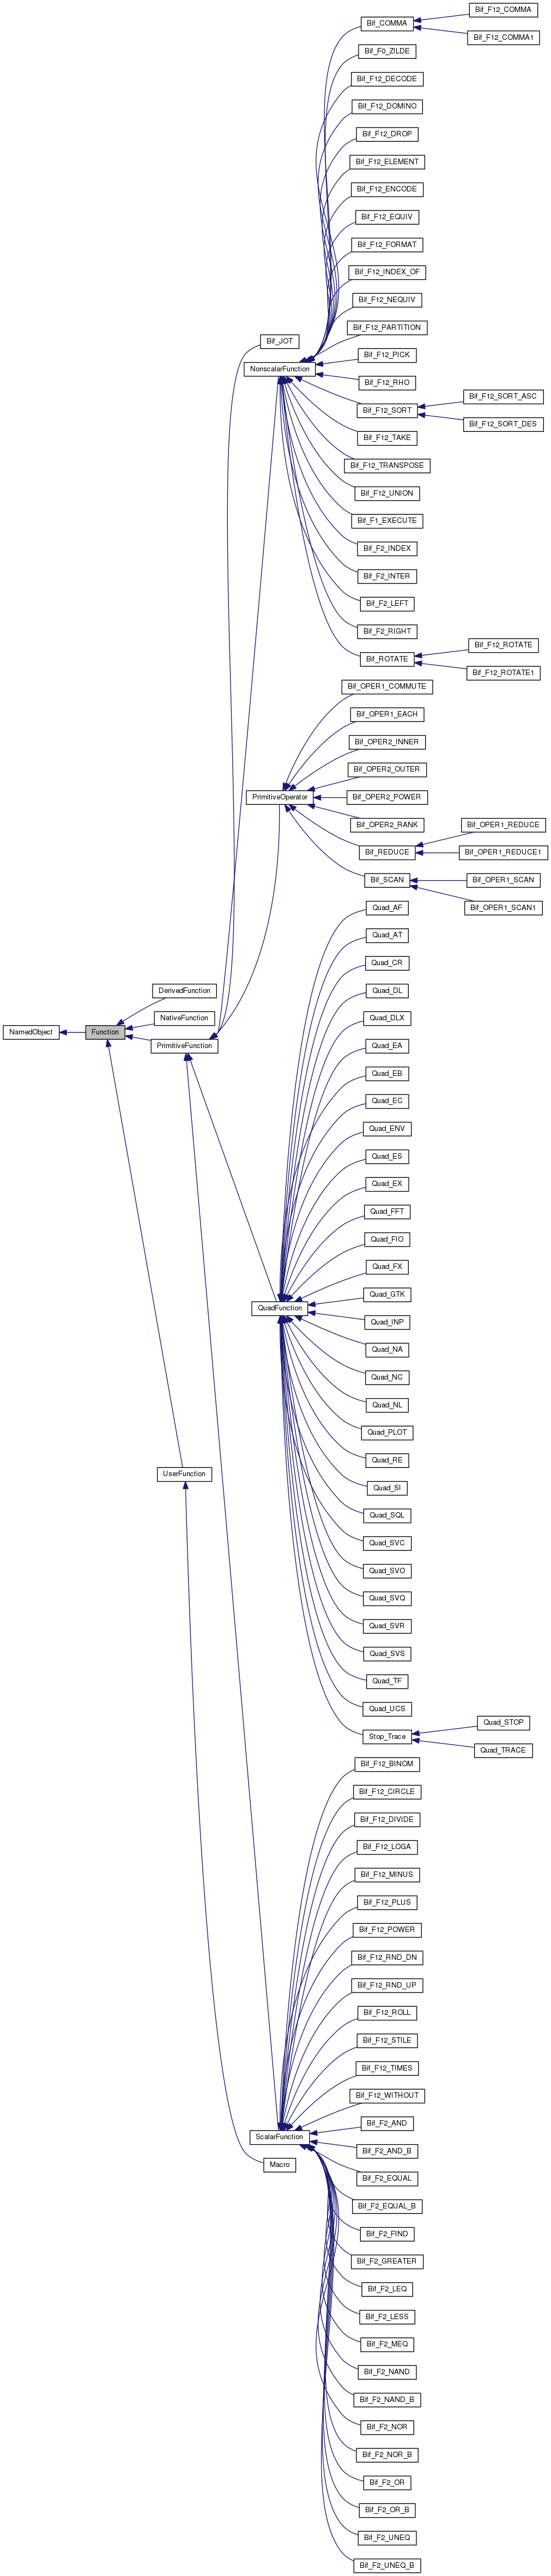 Bif_F12_COMMA
Bif_COMMA
Bif_F12_COMMA1
Bif_F0_ZILDE
Bif_F12_DECODE
Bif_F12_DOMINO
Bif_F12_DROP
Bif_F12_ELEMENT
Bif_F12_ENCODE
Bif_F12_EQUIV
Bif_F12_FORMAT
Bif_F12_INDEX_OF
Bif_F12_NEQUIV
Bif_F12_PARTITION
Bif_JOT
Bif_F12_PICK
NonscalarFunction
Bif_F12_RHO
Bif_F12_SORT_ASC
Bif_F12_SORT
Bif_F12_SORT_DES
Bif_F12_TAKE
Bif_F12_TRANSPOSE
Bif_F12_UNION
Bif_F1_EXECUTE
Bif_F2_INDEX
Bif_F2_INTER
Bif_F2_LEFT
Bif_F2_RIGHT
Bif_F12_ROTATE
Bif_ROTATE
Bif_F12_ROTATE1
Bif_OPER1_COMMUTE
Bif_OPER1_EACH
Bif_OPER2_INNER
Bif_OPER2_OUTER
PrimitiveOperator
Bif_OPER2_POWER
Bif_OPER2_RANK
Bif_OPER1_REDUCE
Bif_REDUCE
Bif_OPER1_REDUCE1
Bif_SCAN
Bif_OPER1_SCAN
Bif_OPER1_SCAN1
Quad_AF
Quad_AT
Quad_CR
DerivedFunction
Quad_DL
NativeFunction
Quad_DLX
NamedObject
Function
PrimitiveFunction
Quad_EA
Quad_EB
Quad_EC
Quad_ENV
Quad_ES
Quad_EX
Quad_FFT
Quad_FIO
Quad_FX
Quad_GTK
QuadFunction
Quad_INP
Quad_NA
Quad_NC
Quad_NL
Quad_PLOT
Quad_RE
UserFunction
Quad_SI
Quad_SQL
Quad_SVC
Quad_SVO
Quad_SVQ
Quad_SVR
Quad_SVS
Quad_TF
Quad_UCS
Quad_STOP
Stop_Trace
Quad_TRACE
Bif_F12_BINOM
Bif_F12_CIRCLE
Bif_F12_DIVIDE
Bif_F12_LOGA
Bif_F12_MINUS
Bif_F12_PLUS
Bif_F12_POWER
Bif_F12_RND_DN
Bif_F12_RND_UP
Bif_F12_ROLL
Bif_F12_STILE
Bif_F12_TIMES
Bif_F12_WITHOUT
Bif_F2_AND
ScalarFunction
Bif_F2_AND_B
Macro
Bif_F2_EQUAL
Bif_F2_EQUAL_B
Bif_F2_FIND
Bif_F2_GREATER
Bif_F2_LEQ
Bif_F2_LESS
Bif_F2_MEQ
Bif_F2_NAND
Bif_F2_NAND_B
Bif_F2_NOR
Bif_F2_NOR_B
Bif_F2_OR
Bif_F2_OR_B
Bif_F2_UNEQ
Bif_F2_UNEQ_B